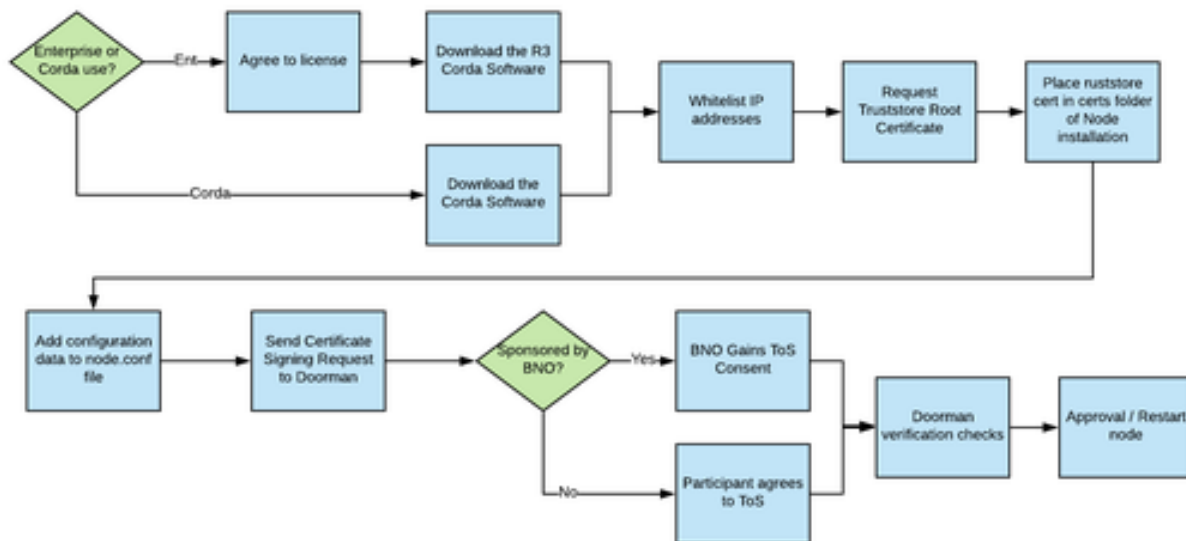 Enterprise or
Corda use?
Ent
Agree to license
Download the R3
Corda Software
Corda
Download the
Corda Software
Whitelist IP
addresses
Request
Truststore Root
Certificate
Place ruststore
cert in certs folder
of Node
installation
Add configuration
data to node.conf
file
Send Certificate
Signing Request
to Doorman
Sponsored by
BNO?
Yes
BNO Gains ToS
Consent
No
Participant agrees
to ToS
Doorman
verification checks
Approval / Restart
node